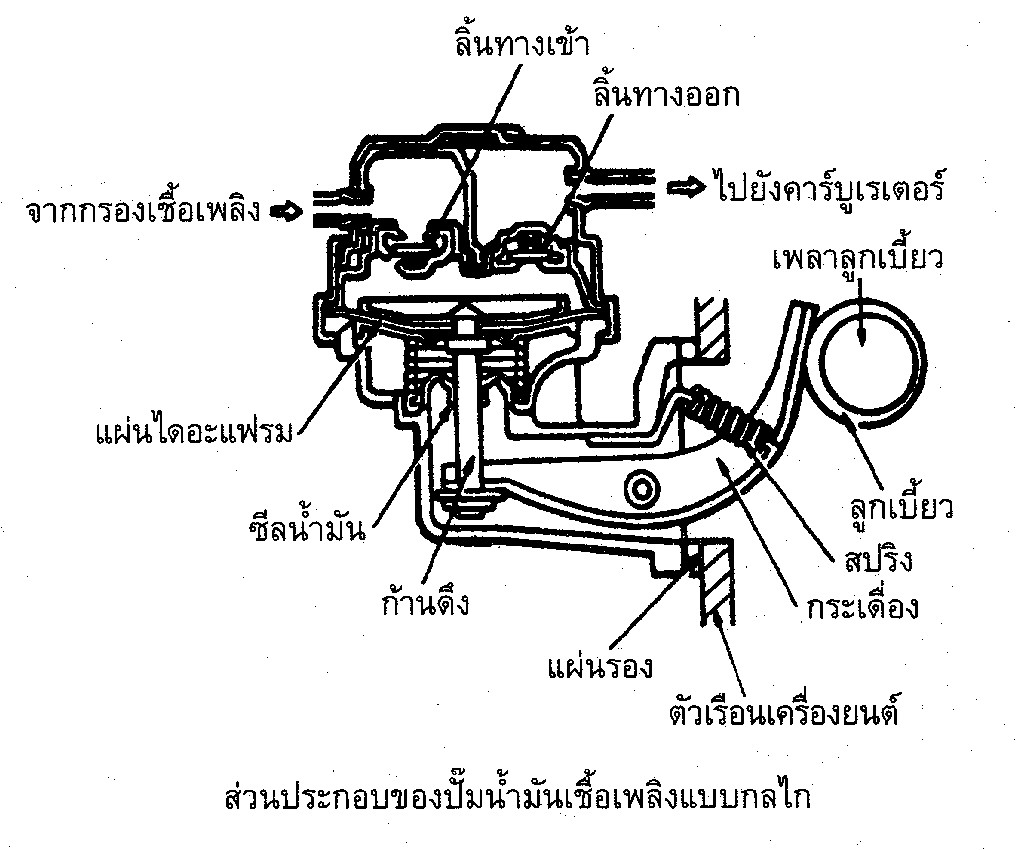 ลิ้นทางเข้า
ลิ้นทางออก
จากกรองเชื้อเพลิง
ไปยังคาร์บูเรเตอร์
เพลาลูกเบี้ยว
แผ่นไดอะแฟรม
ซีลน้ำมัน
ลูกเบี้ยว
สปริง
ก้านดึง
กระเดื่อง
แผ่นรอง
ตัวเรือนเครื่องยนต์
ส่วนประกอบของปั๊มน้ำมันเชื้อเพลิงแบบกลไก